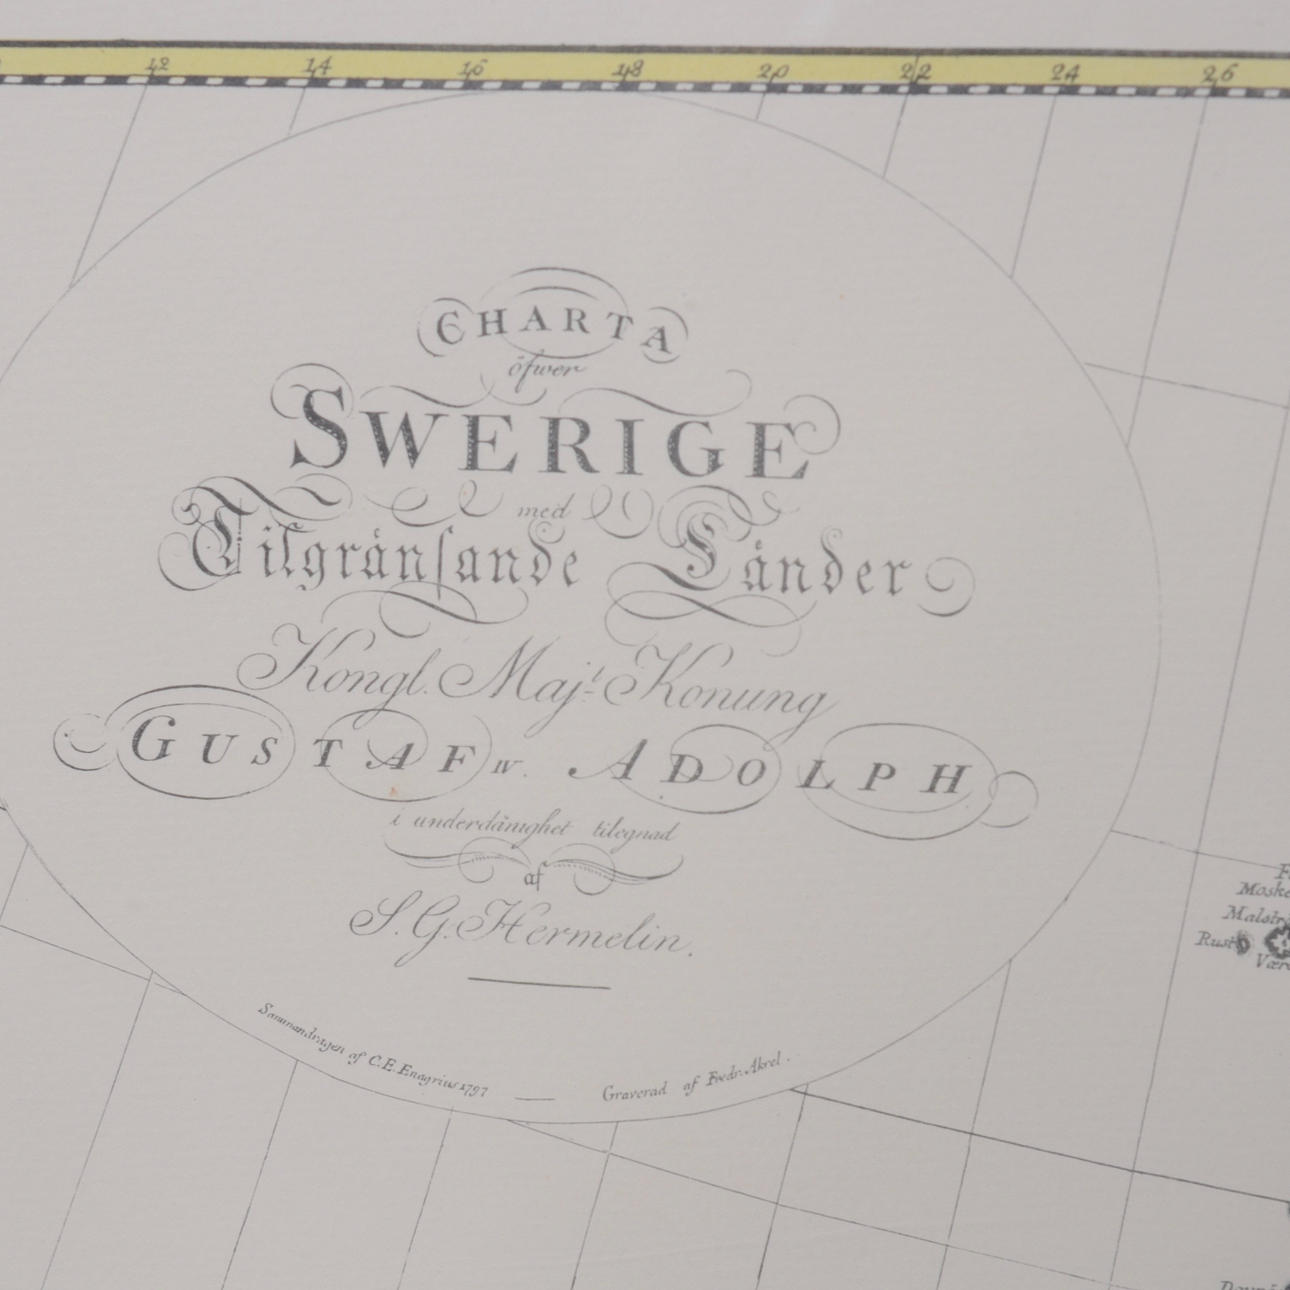 12 14 16 18 20 22 24 26
CHARTA
öfwer
SWERIGE
med
Tilgränsande Länder
Kongl. Maj:t Konung
GUSTAF IV. ADOLPH
i underdånighet tilegnad
af
S. G. Hermelin.
Sammandragen af C. E. Enagrius 1797
Graverad af Fredr. Akrel.
Moske
Malstr
Rust
Vær